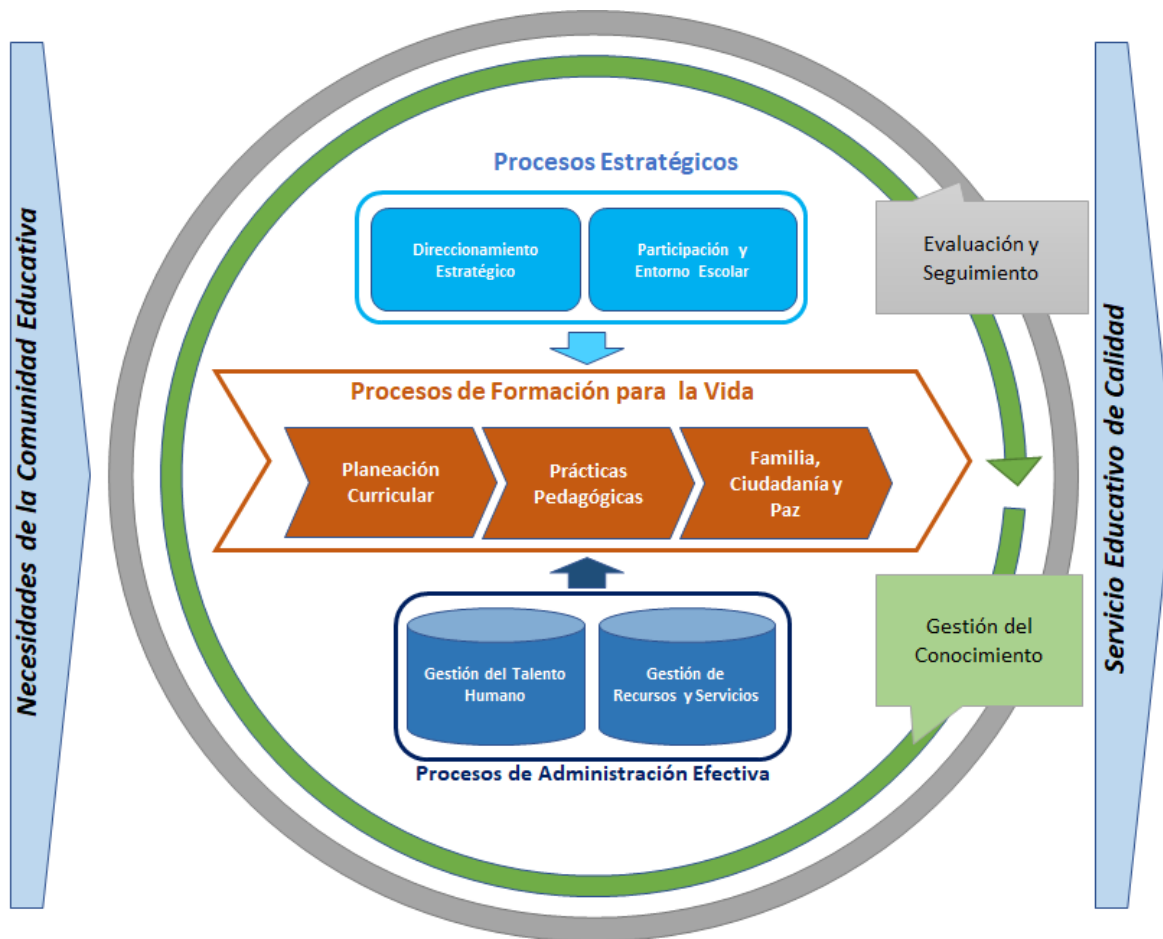 Necesidades de la Comunidad Educativa
Procesos Estratégicos
Direccionamiento
Estratégico
Participación y
Entorno Escolar
Evaluación y
Seguimiento
Procesos de Formación para la Vida
Planeación
Curricular
Prácticas
Pedagógicas
Familia,
Ciudadanía y
Paz
Gestión del Talento
Humano
Gestión de
Recursos y Servicios
Procesos de Administración Efectiva
Gestión del
Conocimiento
Servicio Educativo de Calidad